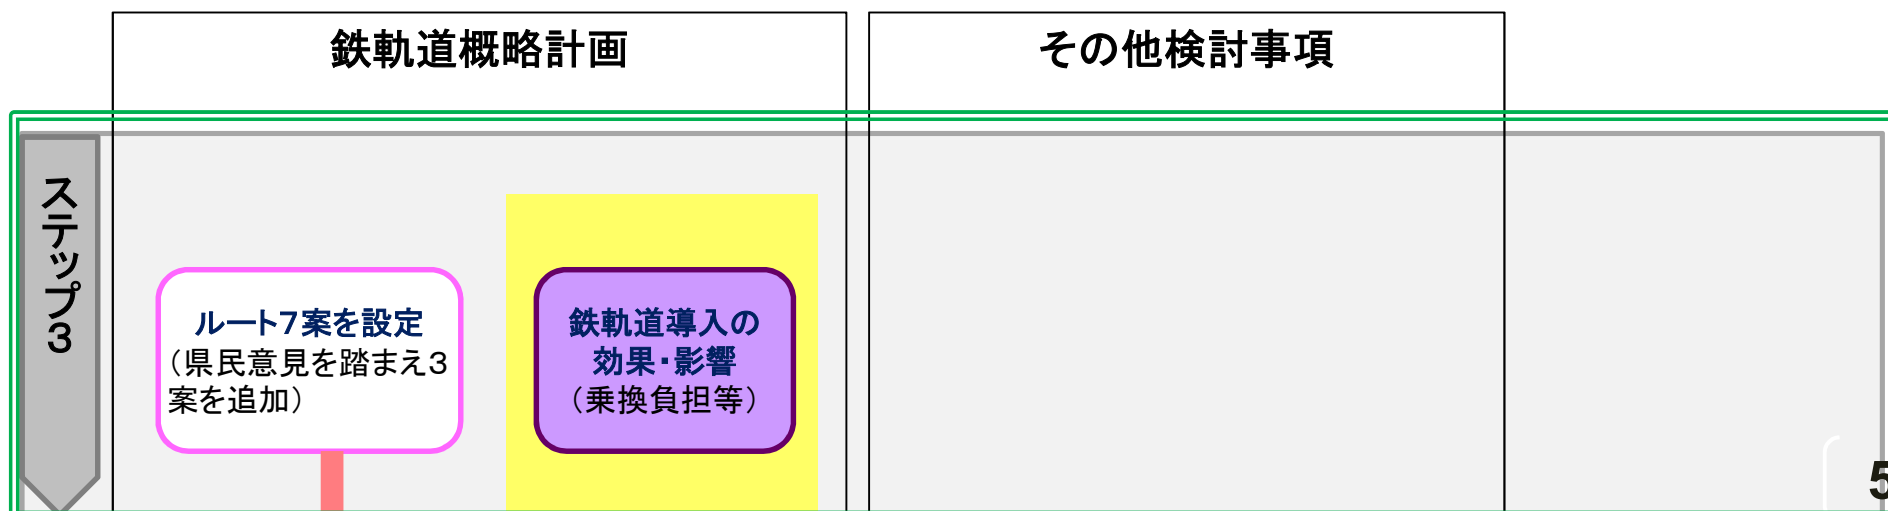 鉄軌道概略計画
その他検討事項
ステップ3
ルート7案を設定
（県民意見を踏まえ3
案を追加）
鉄軌道導入の
効果・影響
（乗換負担等）
5